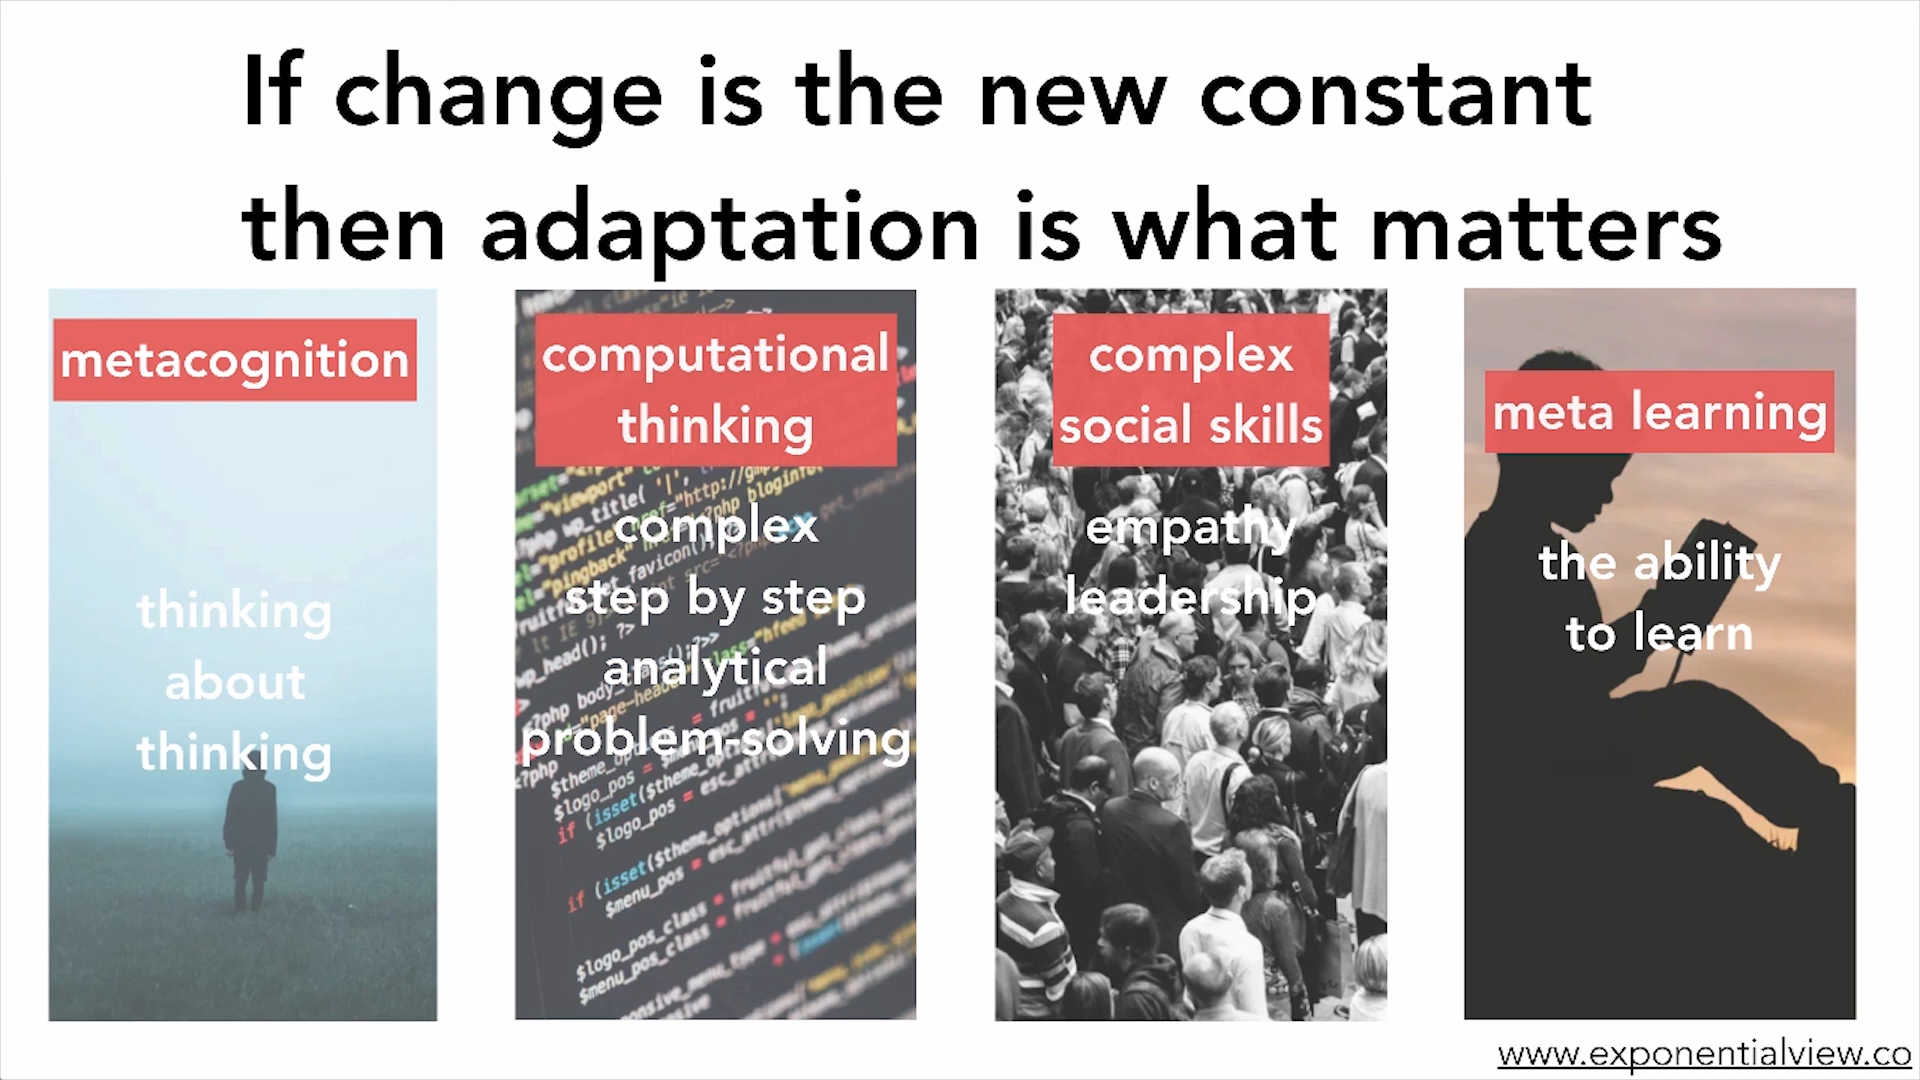 If change is the new constant
then adaptation is what matters
metacognition
thinking
about
thinking
computational
thinking
complex
step by step
analytical
problem-solving
complex
social skills
empathy
leadership
meta learning
the ability
to learn
www.exponentialview.co